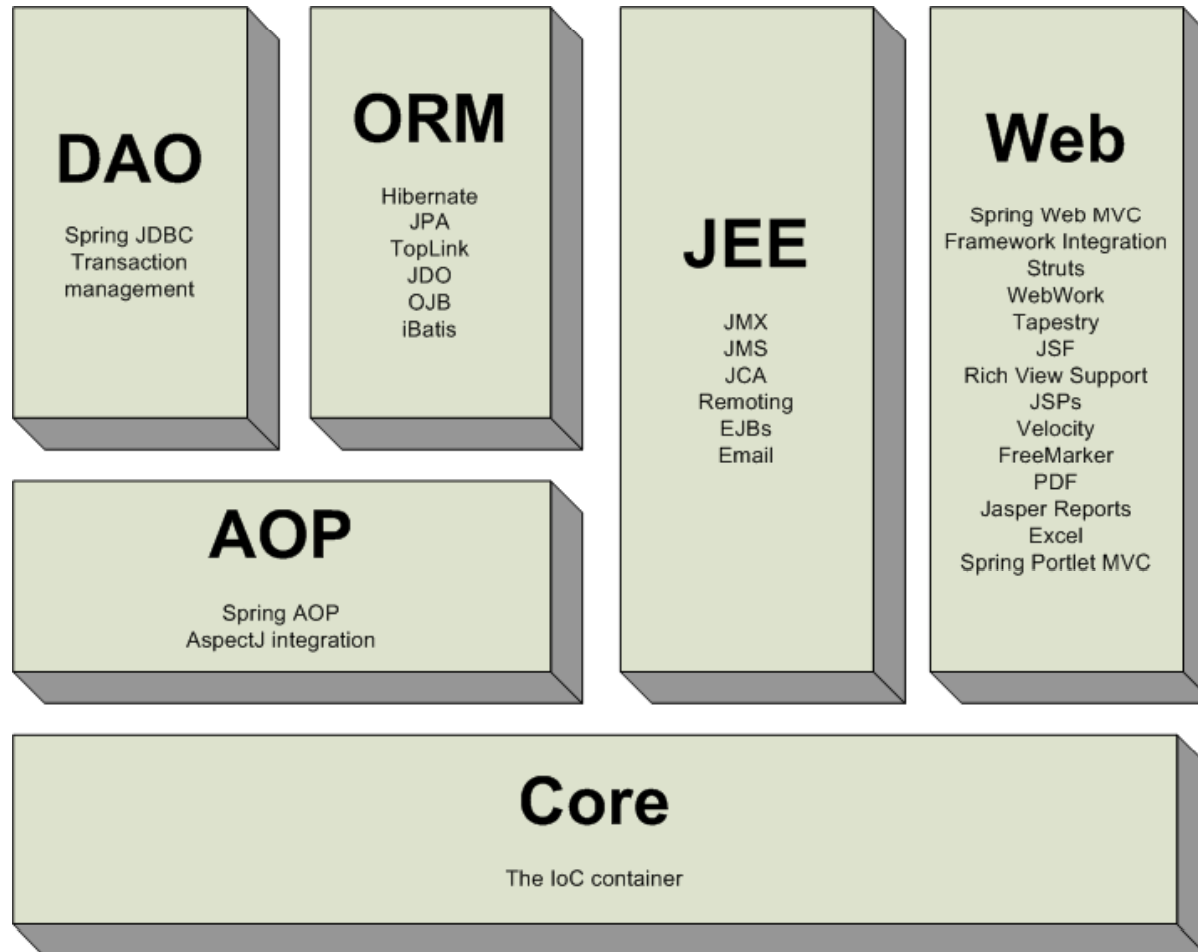 DAO
Spring JDBC
Transaction
management
ORM
Hibernate
JPA
TopLink
JDO
OJB
iBatis
JEE
JMX
JMS
JCA
Remoting
EJBs
Email
Web
Spring Web MVC
Framework Integration
Struts
WebWork
Tapestry
JSF
Rich View Support
JSPs
Velocity
FreeMarker
PDF
Jasper Reports
Excel
Spring Portlet MVC
AOP
Spring AOP
AspectJ integration
Core
The IoC container